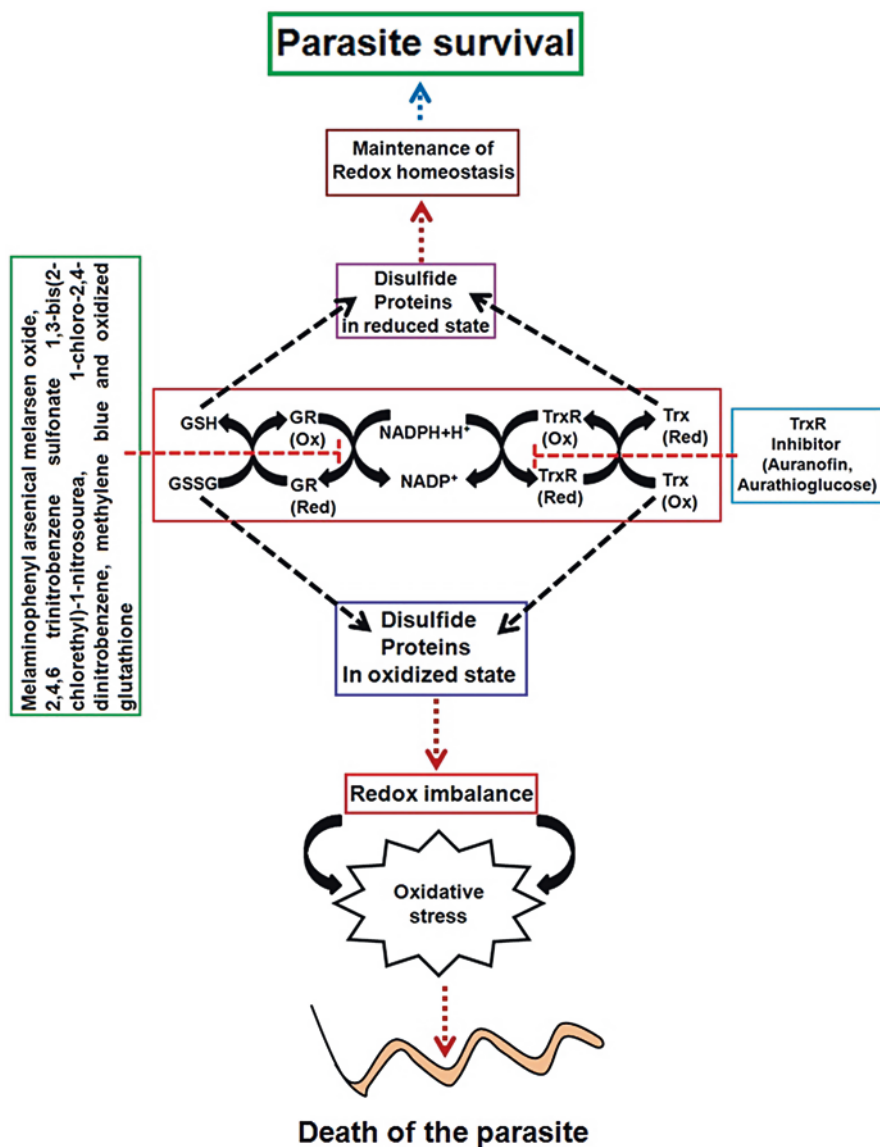 Parasite survival
Maintenance of
Redox homeostasis
Disulfide
Proteins
in reduced state
Melaminophenyl arsenical melarsen oxide,
2,4,6 trinitrobenzene sulfonate 1,3-bis(2-
chlorethyl)-1-nitrosourea, 1-chloro-2,4-
dinitrobenzene, methylene blue and oxidized
glutathione
GSH
GR
(Ox)
NADPH+H⁺
TrxR
(Ox)
Trx
(Red)
GSSG
GR
(Red)
NADP⁺
TrxR
(Red)
Trx
(Ox)
TrxR
Inhibitor
(Auranofin,
Aurathioglucose)
Disulfide
Proteins
In oxidized state
Redox imbalance
Oxidative
stress
Death of the parasite